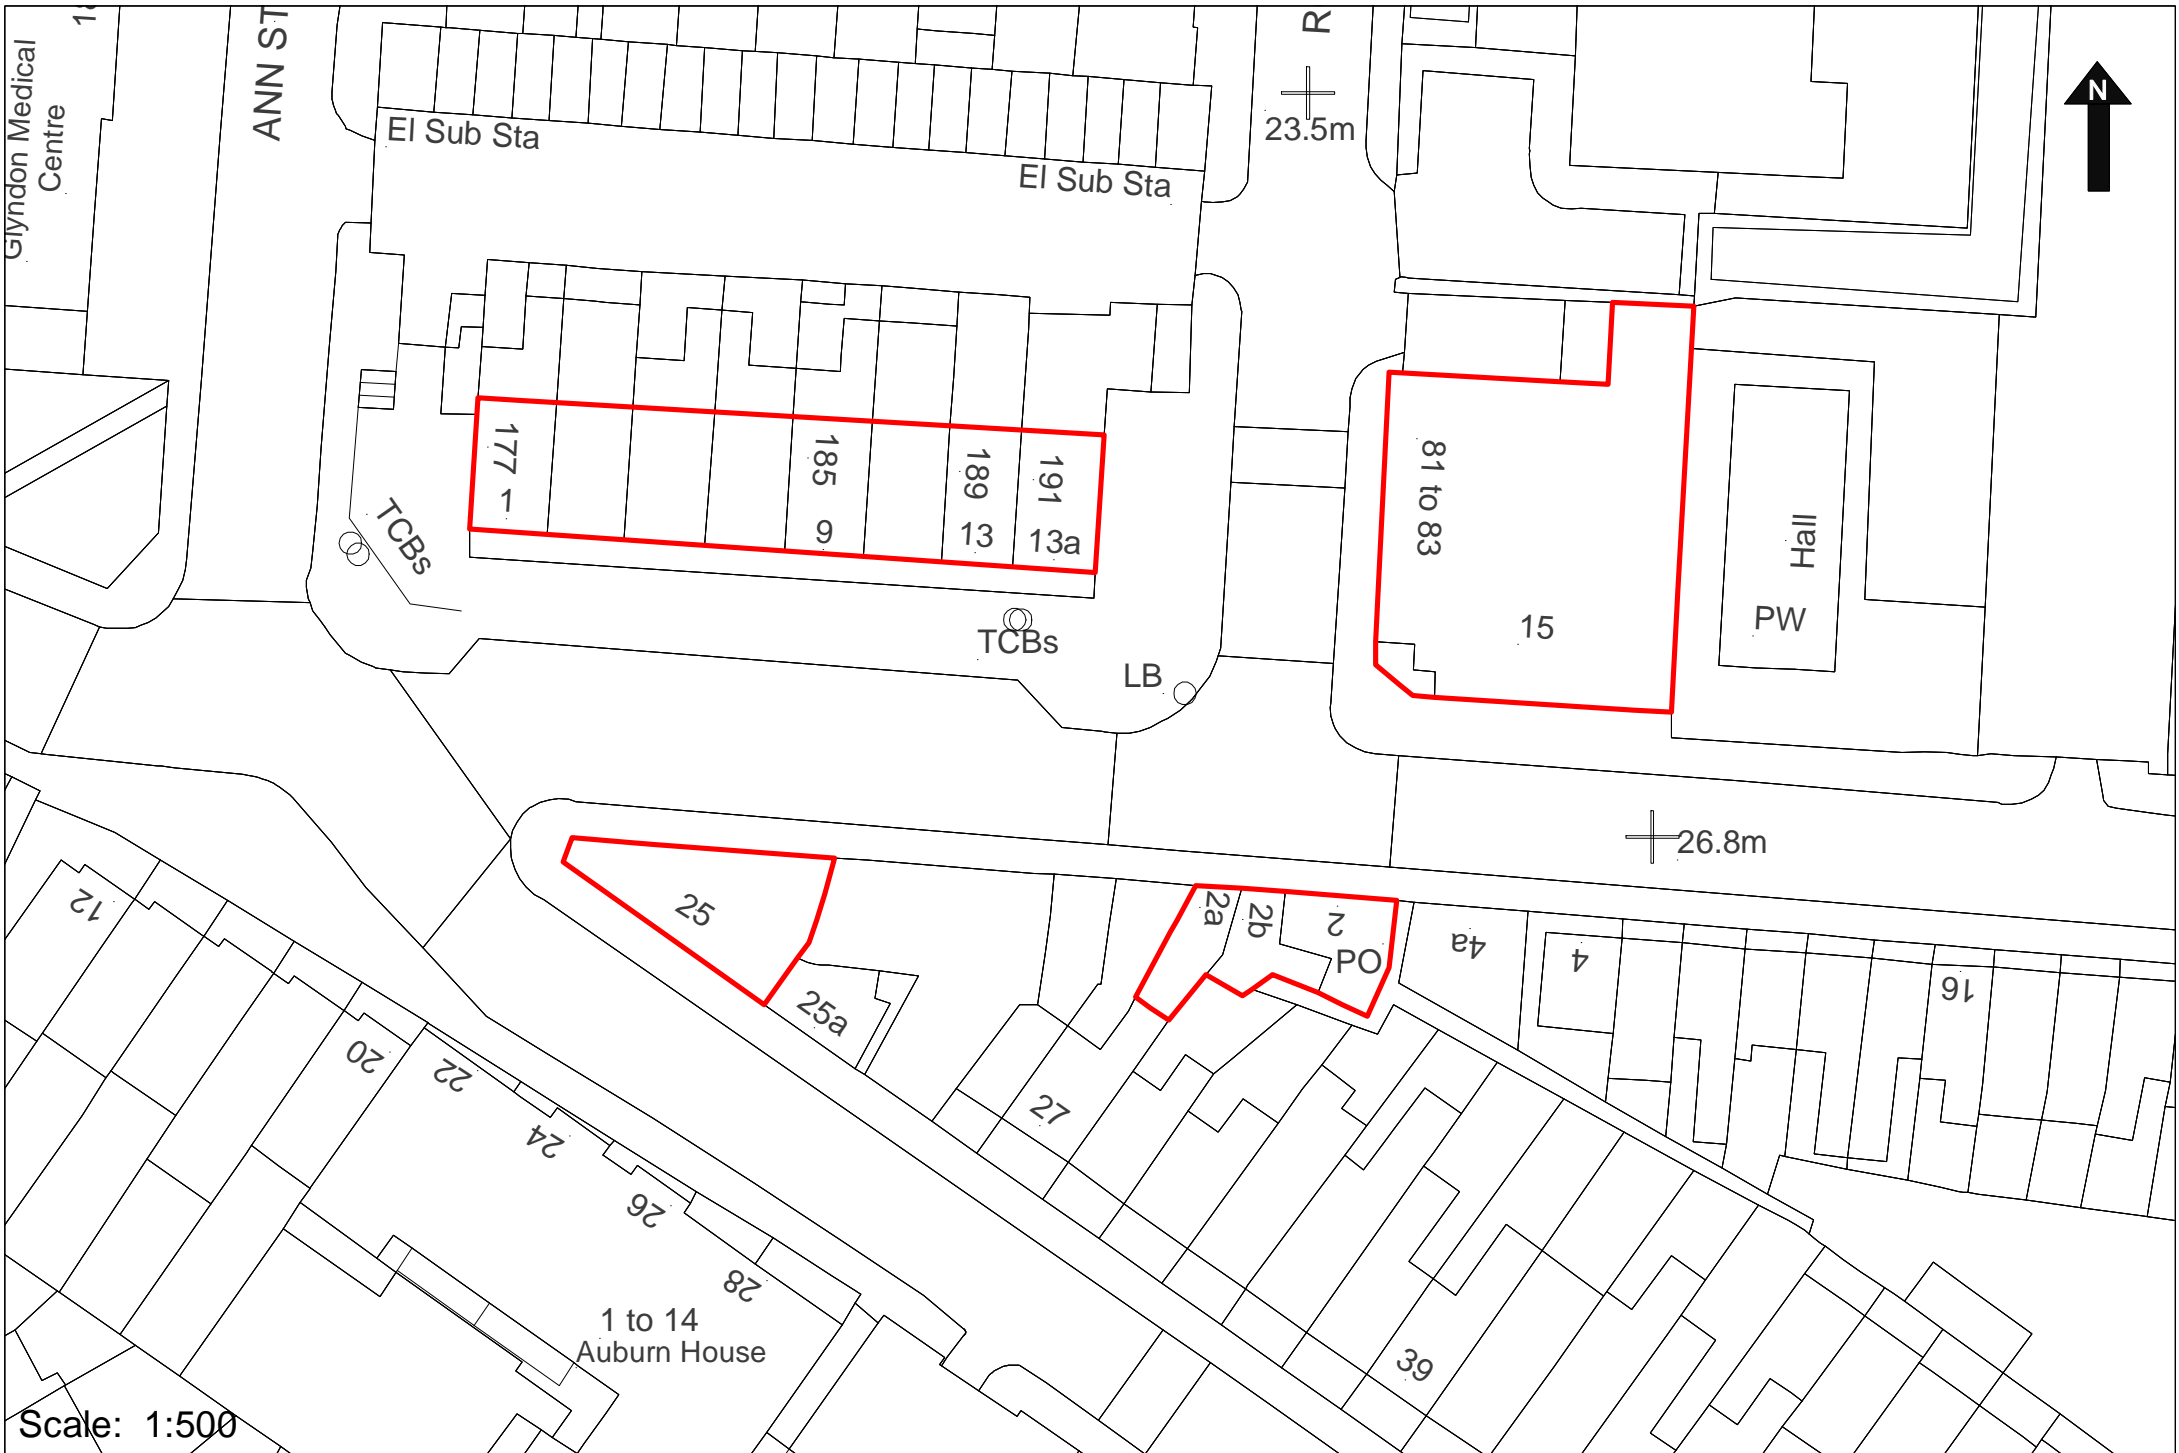 ANN ST
R
N
Glyndon Medical
Centre
El Sub Sta
El Sub Sta
23.5m
177
185
189
191
1
9
13
13a
81 to 83
15
Hall
PW
TCBs
TCBs
LB
26.8m
25
25a
2a
2b
2
PO
4a
4
16
12
20
22
24
26
28
27
39
1 to 14
Auburn House
Scale: 1:500